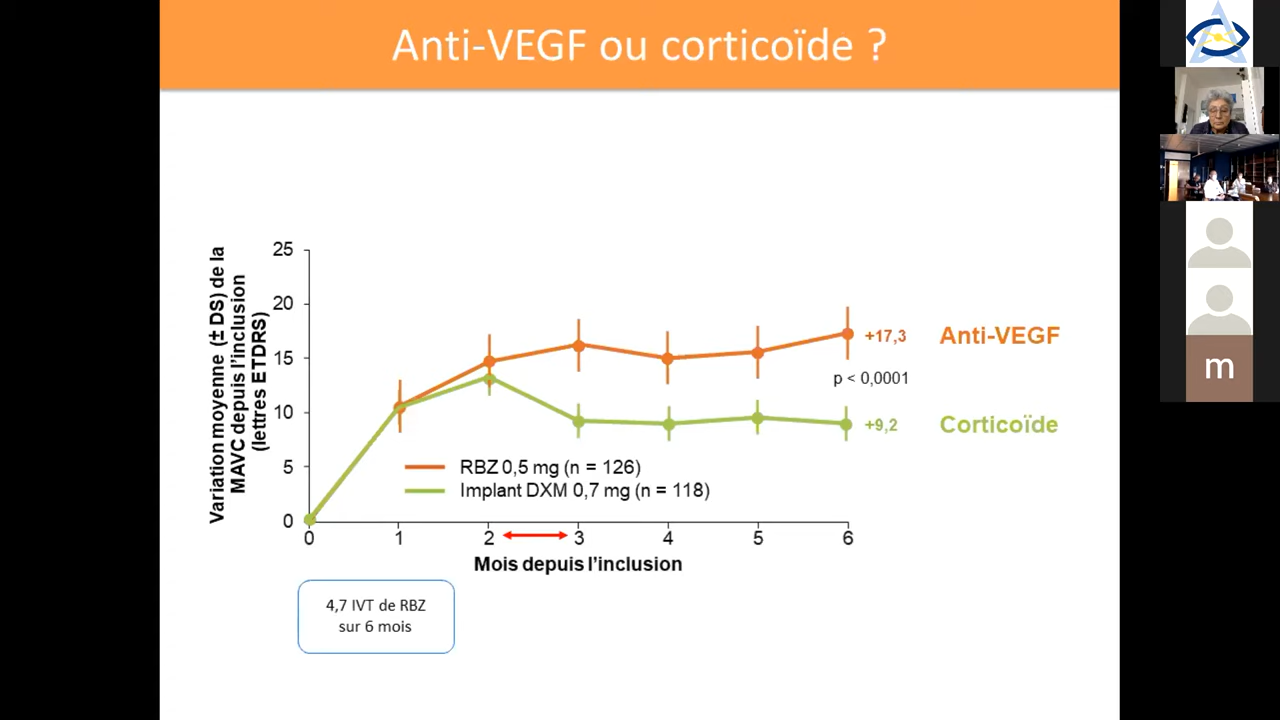 Anti-VEGF ou corticoïde ?
Variation moyenne (± DS) de la
MAVC depuis l'inclusion
(lettres ETDRS)
25
20
15
10
5
0
+17,3
Anti-VEGF
p < 0,0001
+9,2
Corticoïde
RBZ 0,5 mg (n = 126)
Implant DXM 0,7 mg (n = 118)
0 1 2 3 4 5 6
Mois depuis l'inclusion
4,7 IVT de RBZ
sur 6 mois
m